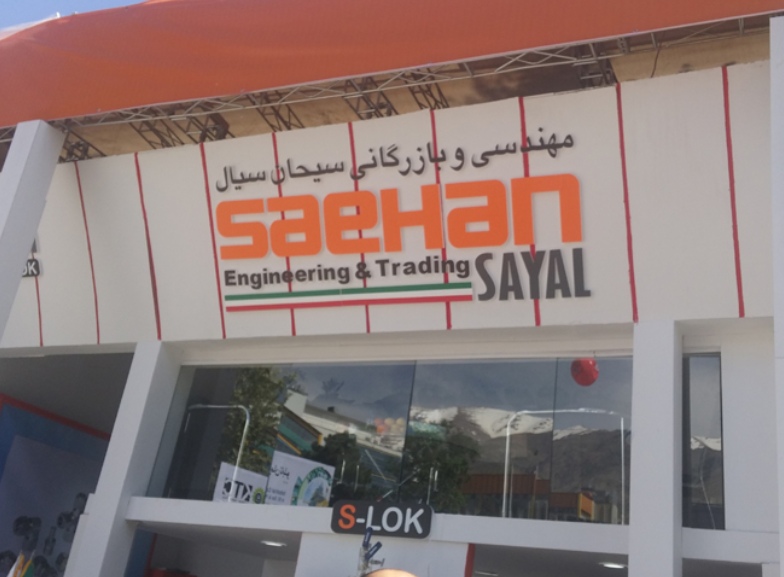 مهندسی و بازرگانی سیحان سیال
saeHan
Engineering & Trading
SAYAL
S-LOK